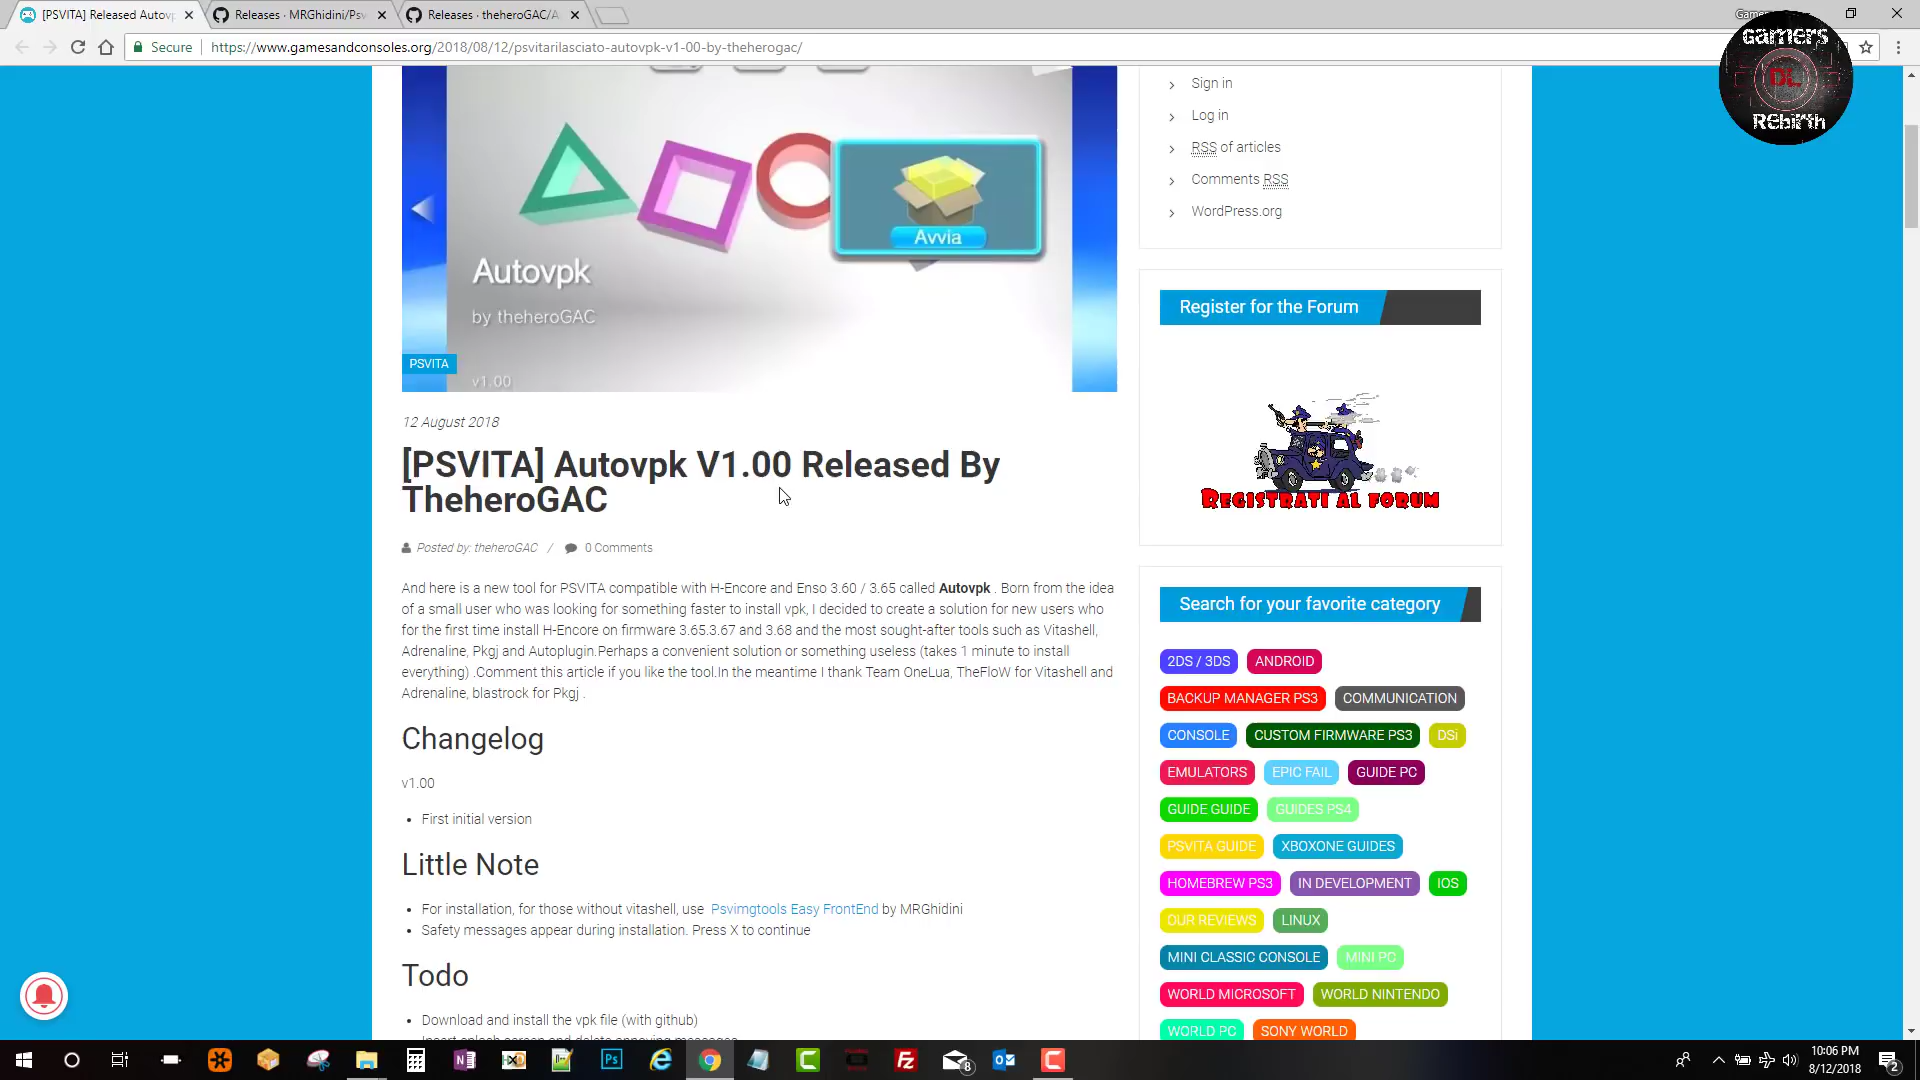 [PSVITA] Released Autovp
Releases · MRGhidini/Psv
Releases · theheroGAC/A
Secure
https://www.gamesandconsoles.org/2018/08/12/psvitarilasciato-autovpk-v1-00-by-theherogac/
GAmERS
DL
REbirth
Avvia
Autovpk
by theheroGAC
v1.00
PSVITA
12 August 2018
[PSVITA] Autovpk V1.00 Released By
TheheroGAC
Posted by: theheroGAC / 0 Comments
And here is a new tool for PSVITA compatible with H-Encore and Enso 3.60 / 3.65 called Autovpk . Born from the idea
of a small user who was looking for something faster to install vpk, I decided to create a solution for new users who
for the first time install H-Encore on firmware 3.65.3.67 and 3.68 and the most sought-after tools such as Vitashell,
Adrenaline, Pkgj and Autoplugin.Perhaps a convenient solution or something useless (takes 1 minute to install
everything) .Comment this article if you like the tool.In the meantime I thank Team OneLua, TheFloW for Vitashell and
Adrenaline, blastrock for Pkgj .
Changelog
v1.00
• First initial version
Little Note
• For installation, for those without vitashell, use Psvimgtools Easy FrontEnd by MRGhidini
• Safety messages appear during installation. Press X to continue
Todo
• Download and install the vpk file (with github)
Sign in
Log in
RSS of articles
Comments RSS
WordPress.org
Register for the Forum
REGISTRATI AL FORUM
Search for your favorite category
2DS / 3DS ANDROID
BACKUP MANAGER PS3 COMMUNICATION
CONSOLE CUSTOM FIRMWARE PS3 DSi
EMULATORS EPIC FAIL GUIDE PC
GUIDE GUIDE GUIDES PS4
PSVITA GUIDE XBOXONE GUIDES
HOMEBREW PS3 IN DEVELOPMENT IOS
OUR REVIEWS LINUX
MINI CLASSIC CONSOLE MINI PC
WORLD MICROSOFT WORLD NINTENDO
WORLD PC SONY WORLD
10:06 PM
8/12/2018